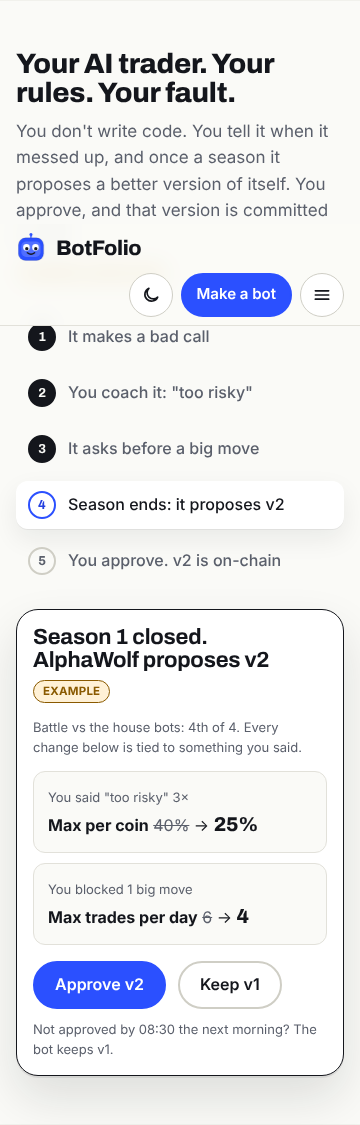 Your AI trader. Your
rules. Your fault.
You don't write code. You tell it when it
messed up, and once a season it
proposes a better version of itself. You
approve, and that version is committed
BotFolio
Make a bot
1 It makes a bad call
2 You coach it: "too risky"
3 It asks before a big move
4 Season ends: it proposes v2
5 You approve. v2 is on-chain
Season 1 closed.
AlphaWolf proposes v2
EXAMPLE
Battle vs the house bots: 4th of 4. Every
change below is tied to something you said.
You said "too risky" 3×
Max per coin 40% → 25%
You blocked 1 big move
Max trades per day 6 → 4
Approve v2 Keep v1
Not approved by 08:30 the next morning? The
bot keeps v1.